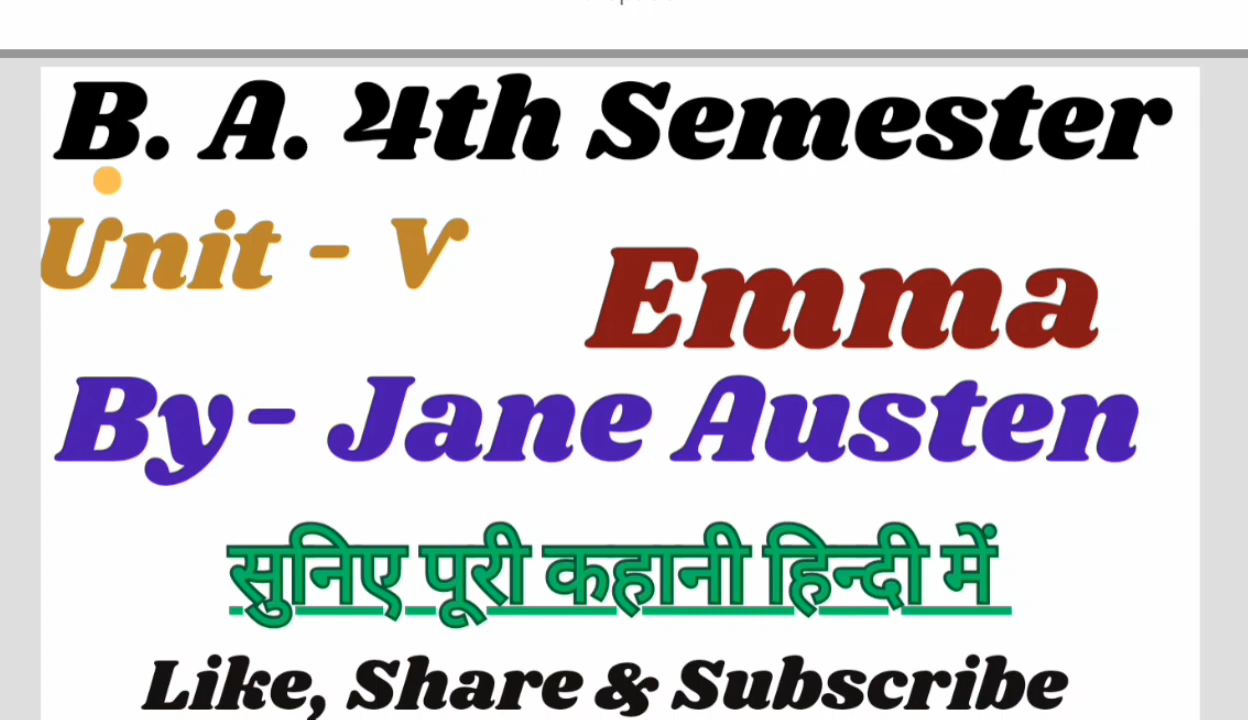 B. A. 4th Semester
Unit - V
Emma
By- Jane Austen
सुनिए पूरी कहानी हिन्दी में
Like, Share & Subscribe